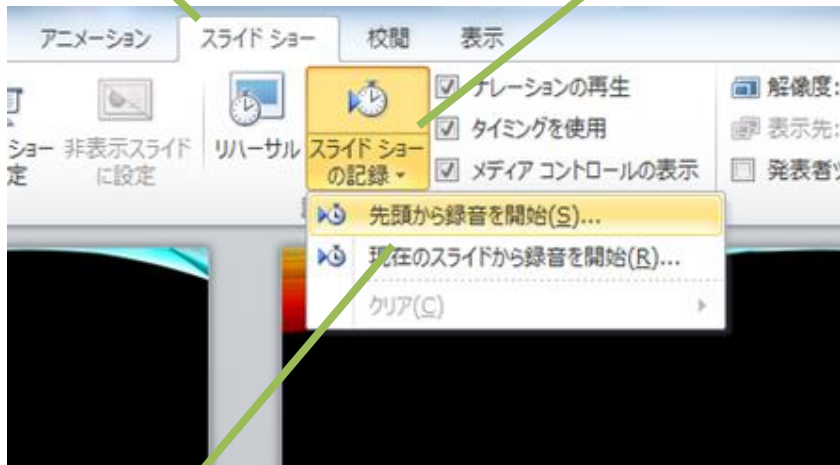 アニメーション スライド ショー 校閲 表示
ショー 非表示スライド リハーサル スライド ショー ナレーションの再生 解像度:
定 に設定 の記録 タイミングを使用 表示先:
メディア コントロールの表示 発表者
先頭から録音を開始(S)...
現在のスライドから録音を開始(R)...
クリア(C)